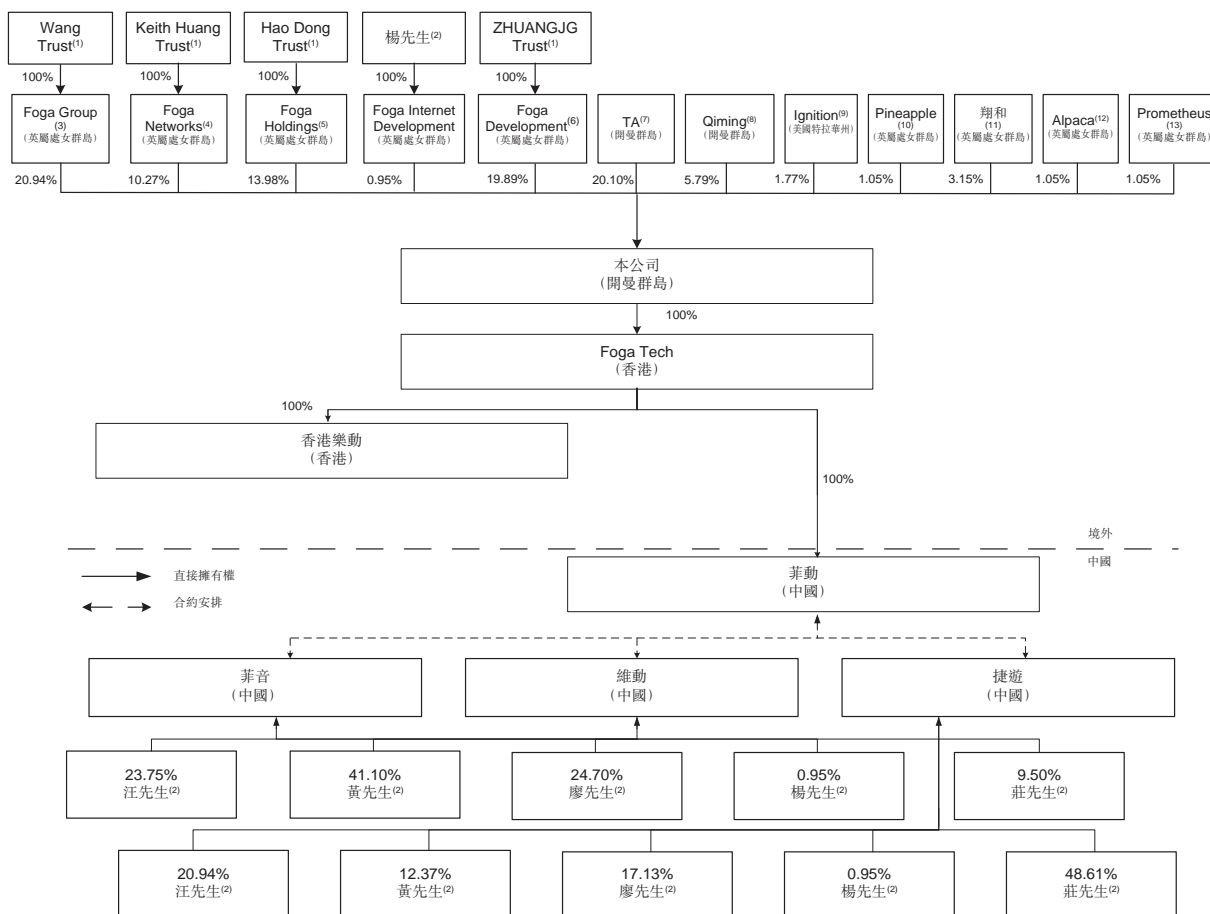 Wang
Trust(1)
Keith Huang
Trust(1)
Hao Dong
Trust(1)
楊先生(2)
ZHUANGJG
Trust(1)
100%
100%
100%
100%
100%
Foga Group
(3)
(英屬處女群島)
Foga
Networks(4)
(英屬處女群島)
Foga
Holdings(5)
(英屬處女群島)
Foga Internet
Development
(英屬處女群島)
Foga
Development(6)
(英屬處女群島)
TA(7)
(開曼群島)
Qiming(8)
(開曼群島)
Ignition(9)
(美國特拉華州)
Pineapple
(10)
(英屬處女群島)
翔和
(11)
(英屬處女群島)
Alpaca(12)
(英屬處女群島)
Prometheus
(13)
(英屬處女群島)
20.94%
10.27%
13.98%
0.95%
19.89%
20.10%
5.79%
1.77%
1.05%
3.15%
1.05%
1.05%
本公司
(開曼群島)
100%
Foga Tech
(香港)
100%
香港樂動
(香港)
100%
境外
中國
直接擁有權
合約安排
菲動
(中國)
菲音
(中國)
維動
(中國)
捷遊
(中國)
23.75%
汪先生(2)
41.10%
黃先生(2)
24.70%
廖先生(2)
0.95%
楊先生(2)
9.50%
莊先生(2)
20.94%
汪先生(2)
12.37%
黃先生(2)
17.13%
廖先生(2)
0.95%
楊先生(2)
48.61%
莊先生(2)